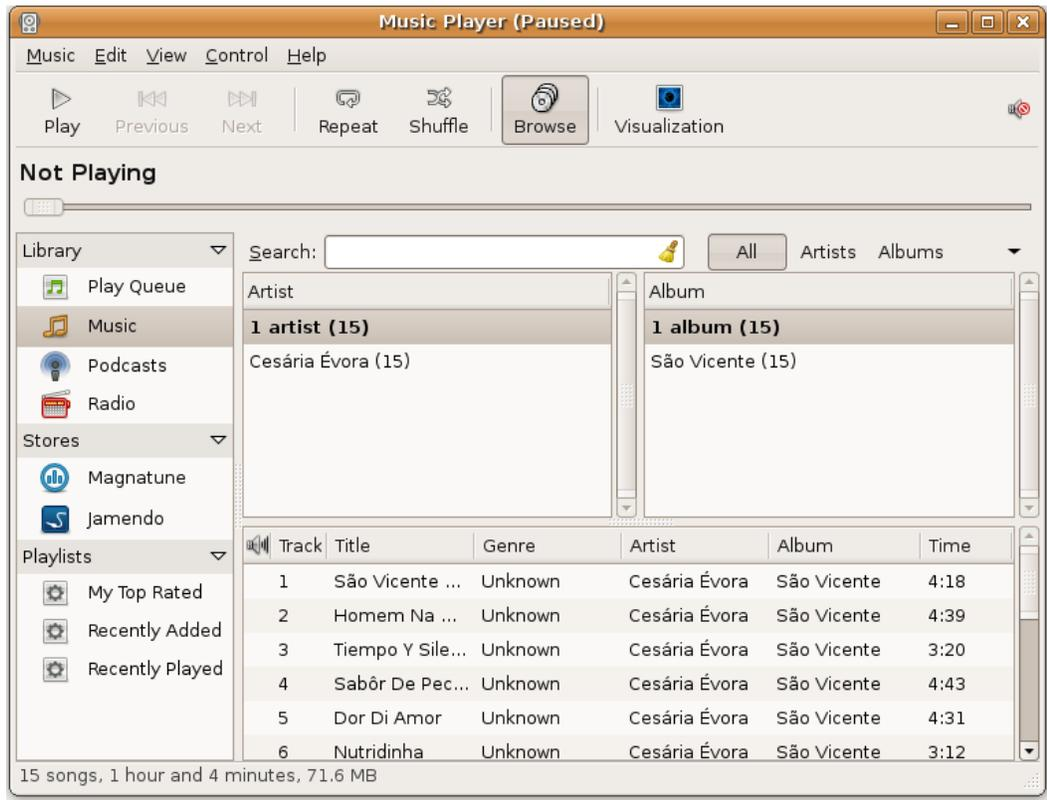 Music Player (Paused)
Music Edit View Control Help
Play Previous Next Repeat Shuffle Browse Visualization
Not Playing
Library
Play Queue
Music
Podcasts
Radio
Stores
Magnatune
Jamendo
Playlists
My Top Rated
Recently Added
Recently Played
Search: All Artists Albums
Artist
1 artist (15)
Cesária Évora (15)
Album
1 album (15)
São Vicente (15)
Track Title Genre Artist Album Time
1 São Vicente ... Unknown Cesária Évora São Vicente 4:18
2 Homem Na ... Unknown Cesária Évora São Vicente 4:39
3 Tiempo Y Sile... Unknown Cesária Évora São Vicente 3:20
4 Sabôr De Pec... Unknown Cesária Évora São Vicente 4:43
5 Dor Di Amor Unknown Cesária Évora São Vicente 4:31
6 Nutridinha Unknown Cesária Évora São Vicente 3:12
15 songs, 1 hour and 4 minutes, 71.6 MB